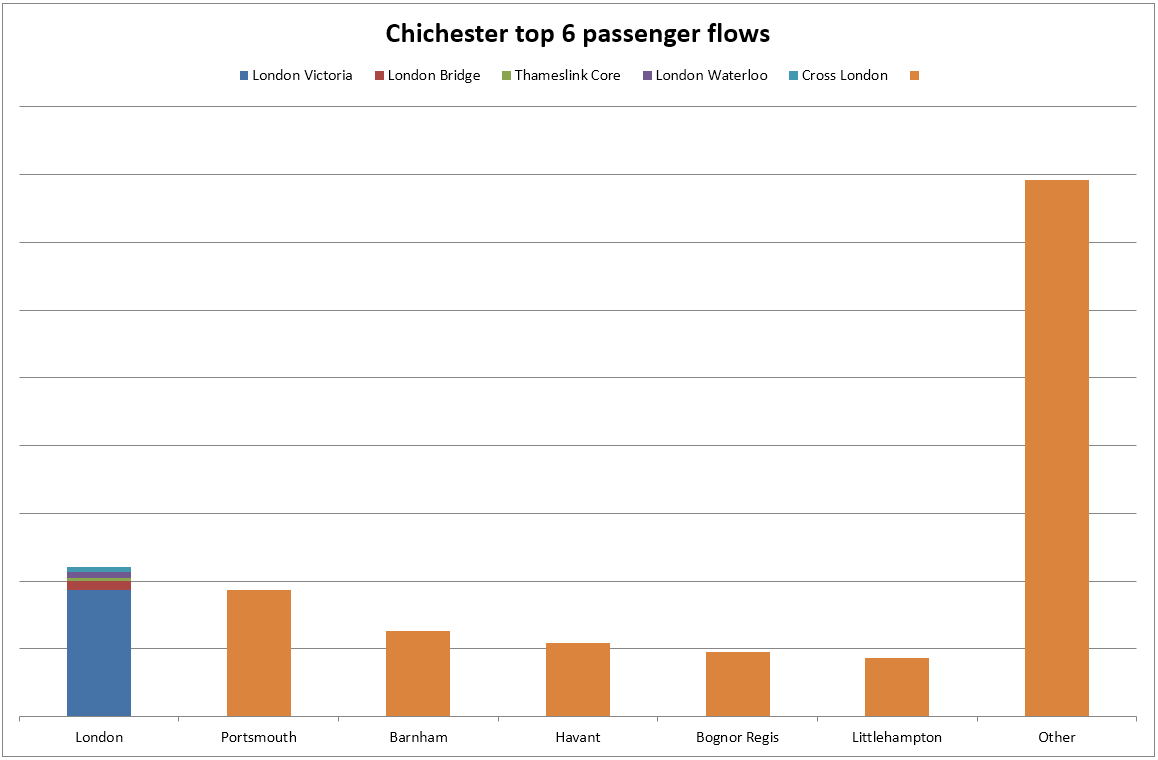 Chichester top 6 passenger flows
London Victoria London Bridge Thameslink Core London Waterloo Cross London
London Portsmouth Barnham Havant Bognor Regis Littlehampton Other